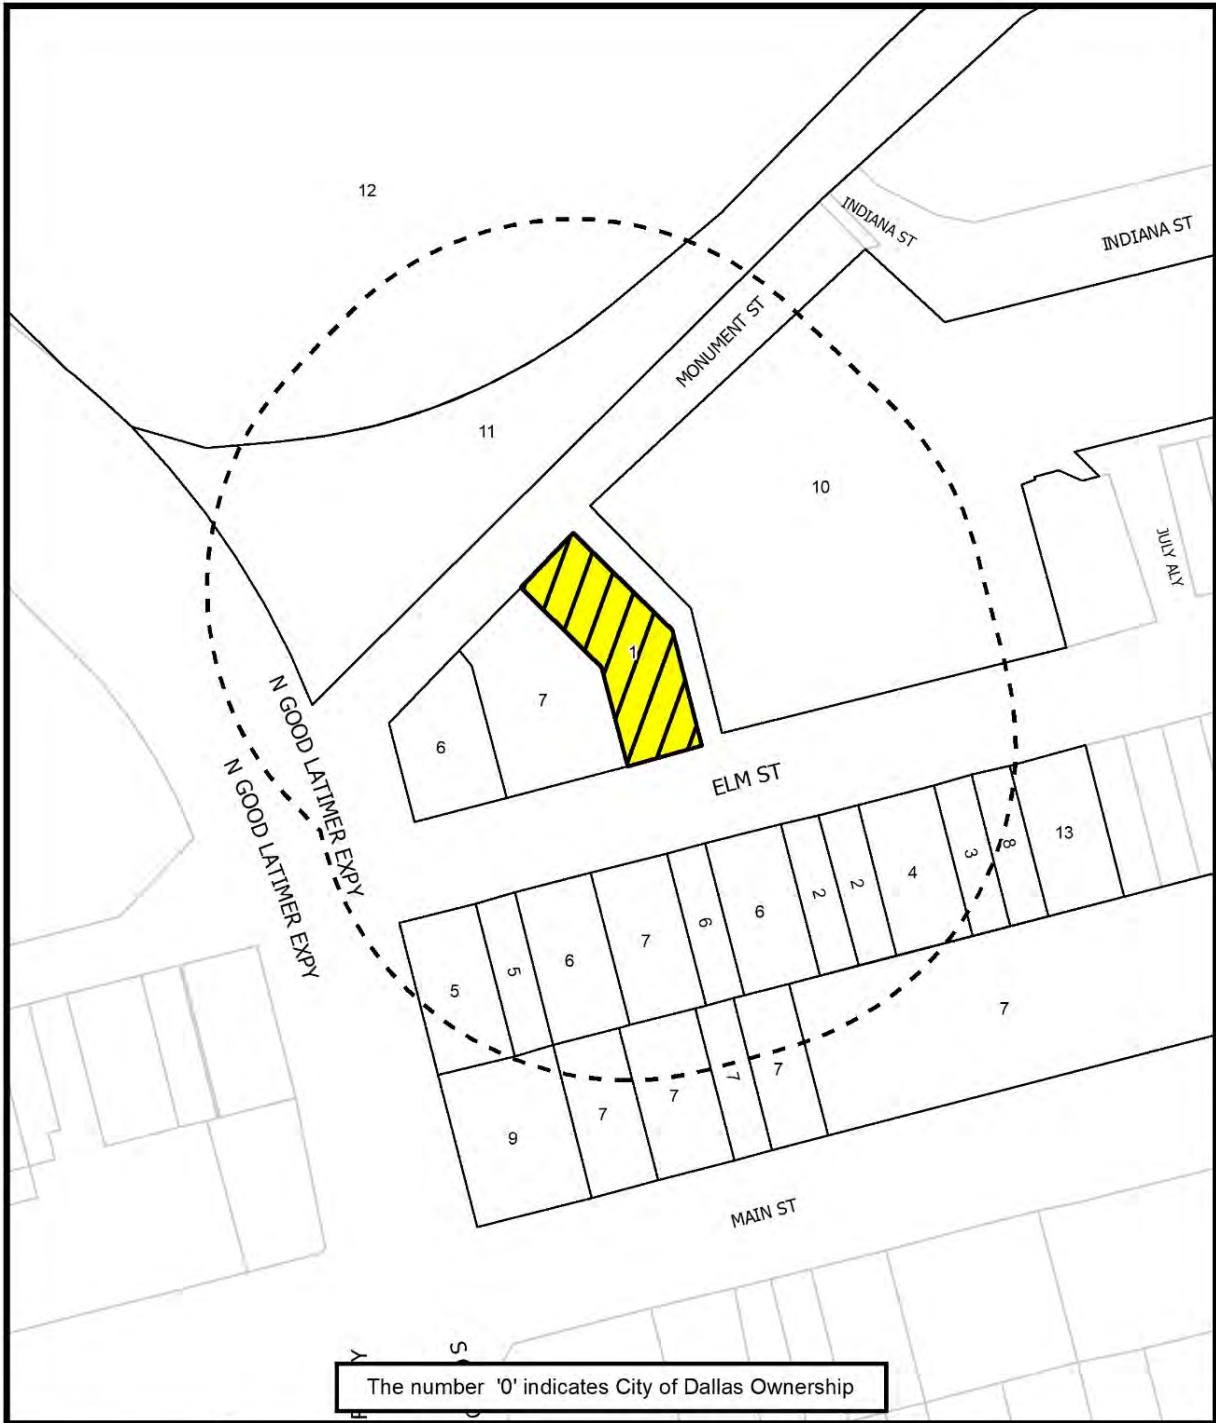 12
INDIANA ST
INDIANA ST
MONUMENT ST
11
10
JULY ALY
1
7
6
N GOOD LATIMER EXPY
N GOOD LATIMER EXPY
ELM ST
13
8
3
4
2
2
6
6
7
6
5
5
7
7
7
7
7
9
MAIN ST
The number '0' indicates City of Dallas Ownership